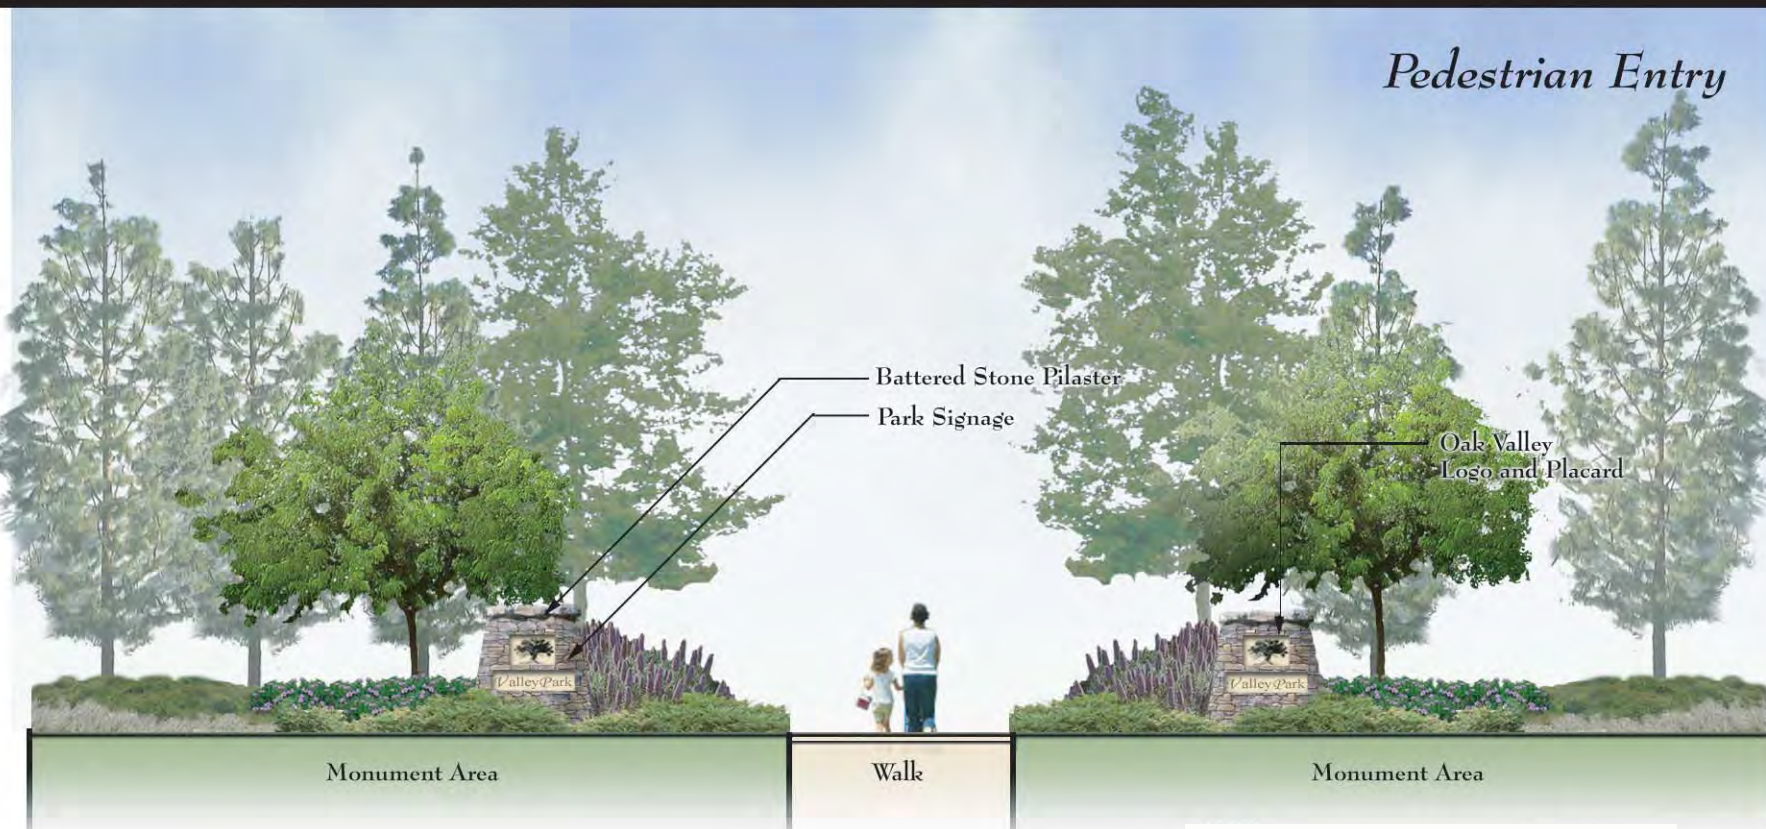 Pedestrian Entry
Battered Stone Pilaster
Park Signage
Oak Valley
Logo and Placard
Valley Park
Valley Park
Monument Area
Walk
Monument Area